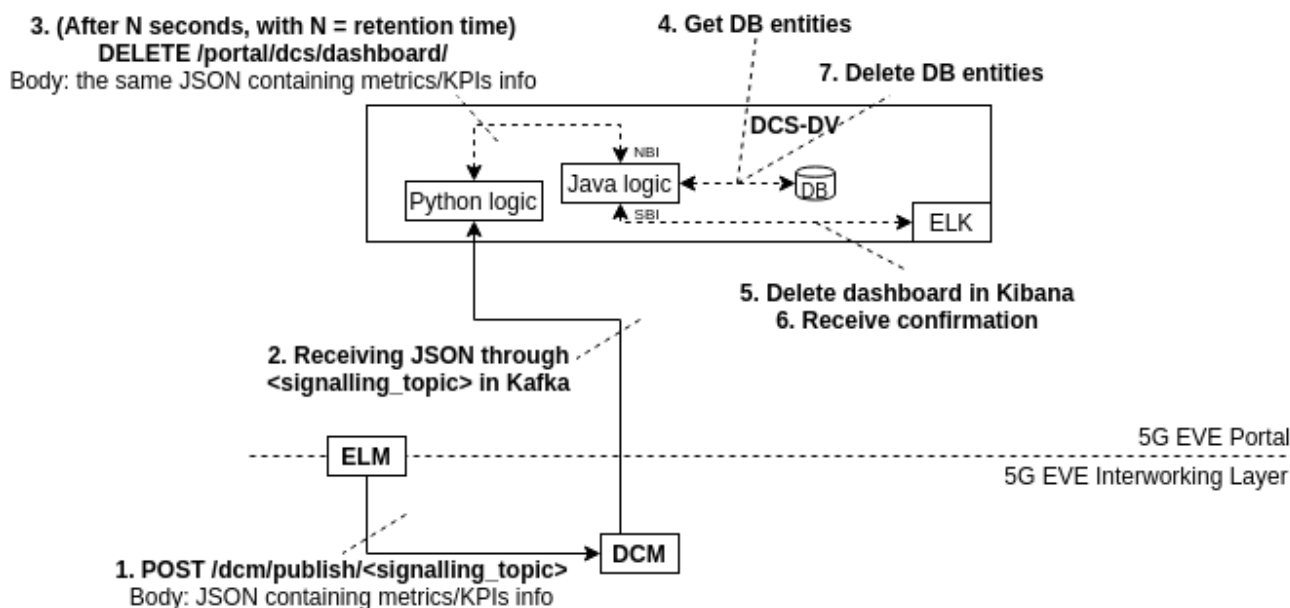 3. (After N seconds, with N = retention time)
DELETE /portal/dcs/dashboard/
Body: the same JSON containing metrics/KPIs info
4. Get DB entities
7. Delete DB entities
DCS-DV
NBI
Python logic
Java logic
DB
SBI
ELK
5. Delete dashboard in Kibana
6. Receive confirmation
2. Receiving JSON through
<signalling_topic> in Kafka
5G EVE Portal
ELM
5G EVE Interworking Layer
DCM
1. POST /dcm/publish/<signalling_topic>
Body: JSON containing metrics/KPIs info